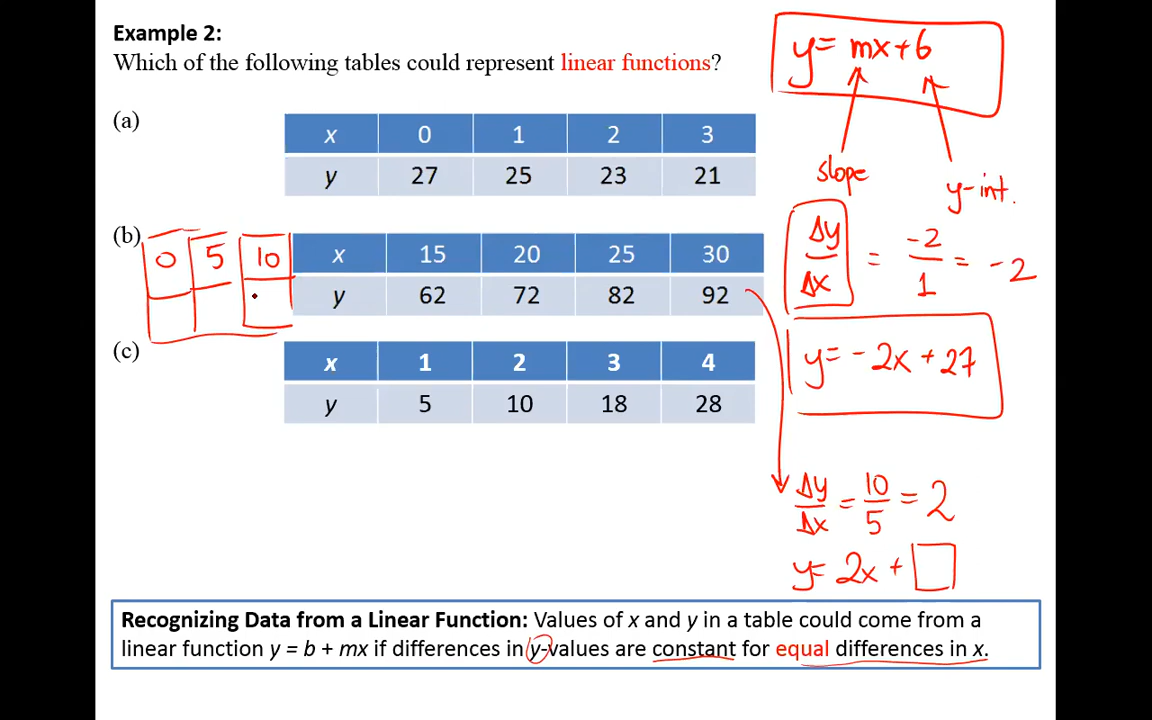 Example 2:
Which of the following tables could represent linear functions?
y = mx + b
slope
y-int.
(a)
x 0 1 2 3
y 27 25 23 21
Δy/Δx = -2/1 = -2
y = -2x + 27
(b)
0 5 10
x 15 20 25 30
y 62 72 82 92
(c)
x 1 2 3 4
y 5 10 18 28
Δy/Δx = 10/5 = 2
y = 2x + □
Recognizing Data from a Linear Function: Values of x and y in a table could come from a
linear function y = b + mx if differences in y-values are constant for equal differences in x.